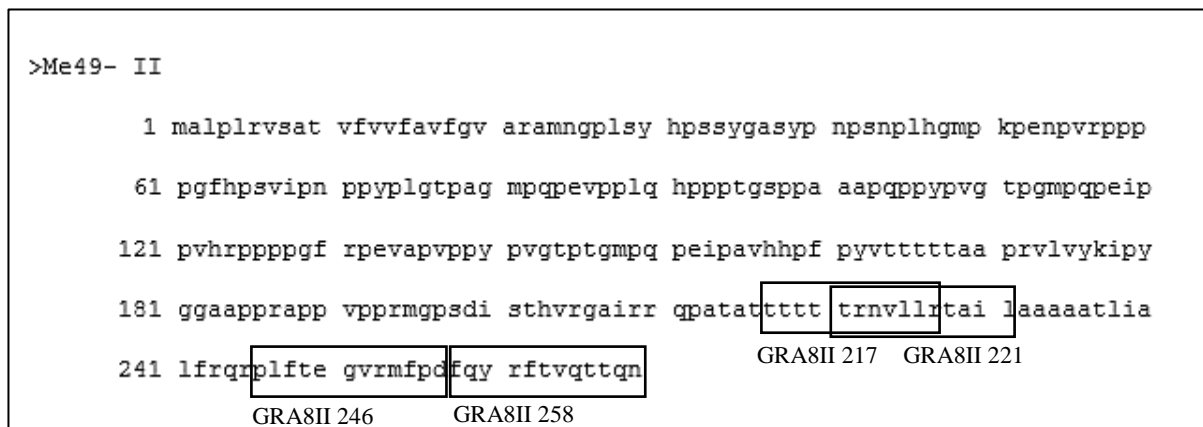 >Me49- II
1 malplrvsat vfvvfavfgv aramngplsy hpssygasyp npsnplhgmp kpenpvrppp
61 pgfhpsvipn ppyplgtpag mpqpevpplq hppptgsppa aapqppypvg tpgmpqpeip
121 pvhrppppgf rpevapvppy pvgtptgmpq peipavhhpf pyvttttttaa prvlvykipy
181 ggaapprapp vpprmgpsdi sthvrgairr qpatattttt trnvllrtai laaaaatlia
GRA8II 217 GRA8II 221
241 lfrqrplfte gvrmfpdfqy rftvqttqn
GRA8II 246 GRA8II 258